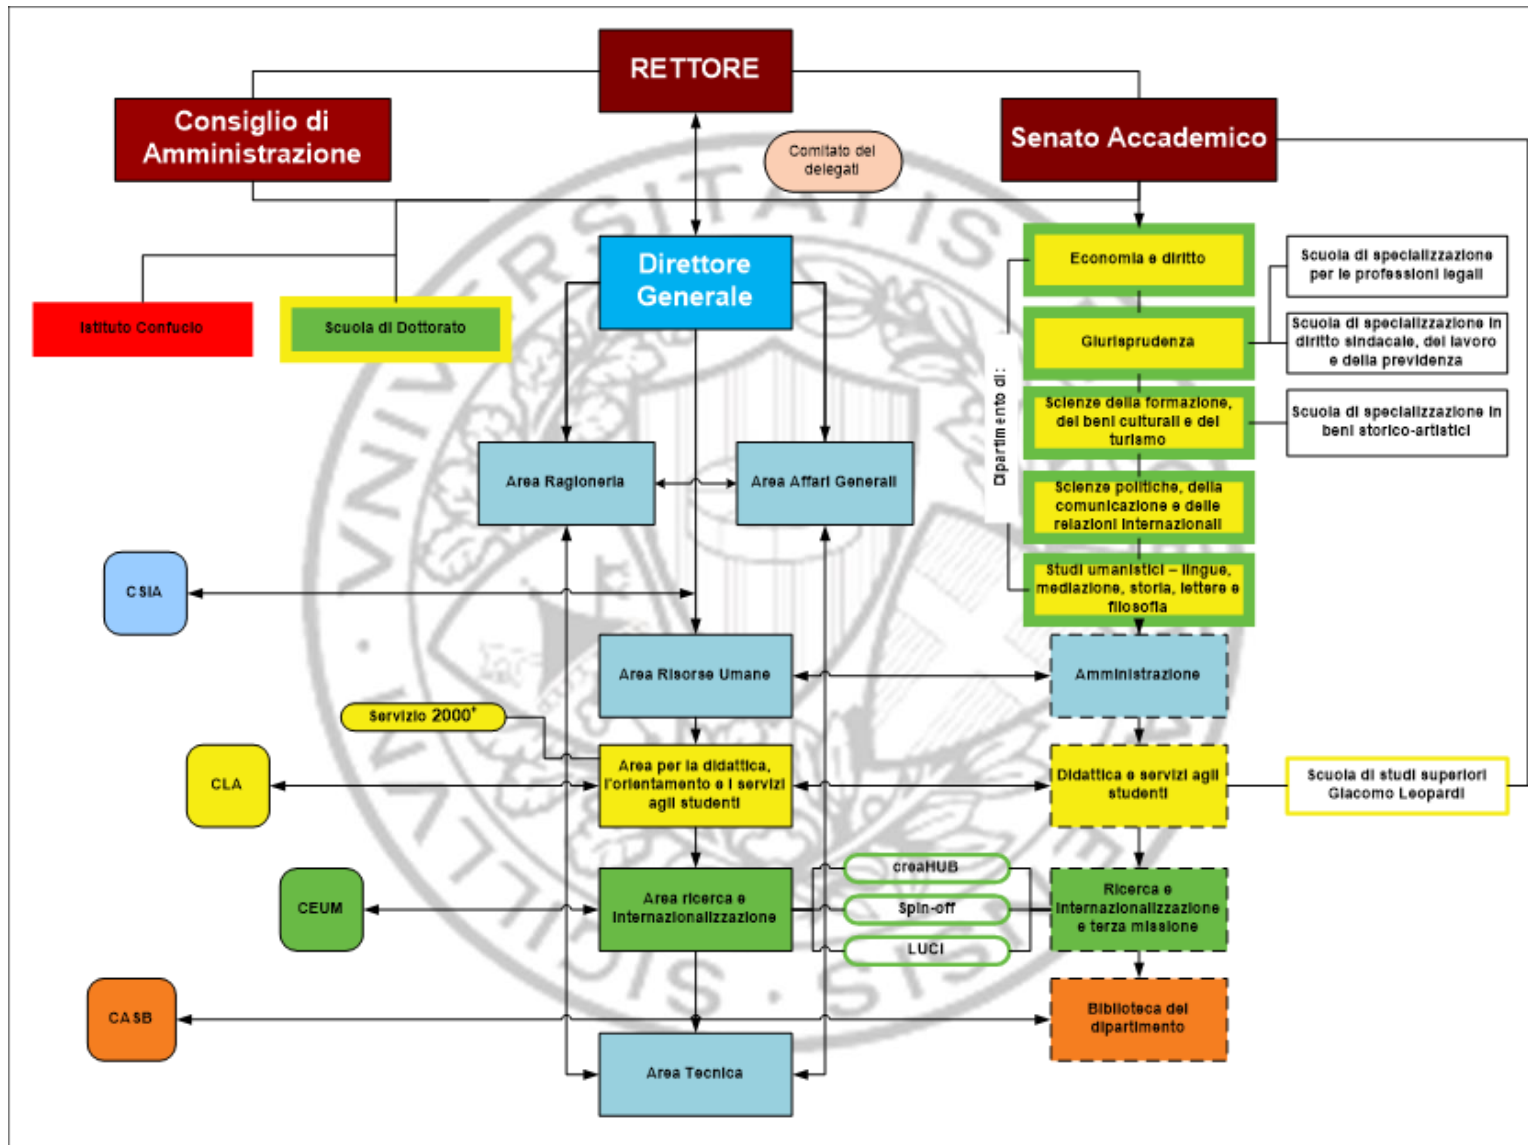 RETTORE
Consiglio di
Amministrazione
Senato Accademico
Comitato dei
delegati
Direttore
Generale
Istituto Confucio
Scuola di Dottorato
Dipartimento di:
Economia e diritto
Giurisprudenza
Scienze della formazione,
dei beni culturali e del
turismo
Scienze politiche, della
comunicazione e delle
relazioni internazionali
Studi umanistici – lingue,
mediazione, storia, lettere e
filosofia
Scuola di specializzazione
per le professioni legali
Scuola di specializzazione in
diritto sindacale, del lavoro
e della previdenza
Scuola di specializzazione in
beni storico-artistici
Area Ragioneria
Area Affari Generali
CSIA
Area Risorse Umane
Amministrazione
Servizio 2000+
CLA
Area per la didattica,
l'orientamento e i servizi
agli studenti
Didattica e servizi agli
studenti
Scuola di studi superiori
Giacomo Leopardi
CEUM
Area ricerca e
internazionalizzazione
creaHUB
Spin-off
LUCI
Ricerca e
internazionalizzazione
e terza missione
CASB
Biblioteca del
dipartimento
Area Tecnica